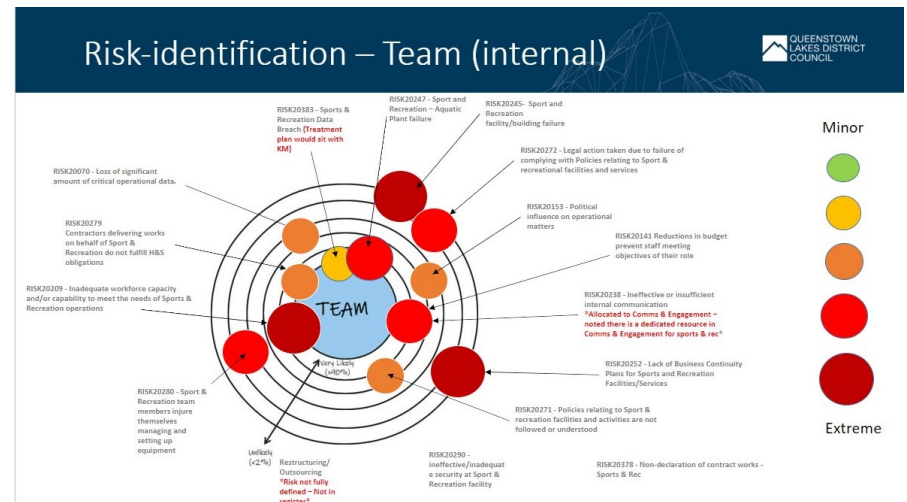 Risk-identification – Team (internal)
QUEENSTOWN
LAKES DISTRICT
COUNCIL
RISK20383 - Sports &
Recreation Data
Breach (Treatment
plan would sit with
KM)
RISK20247 - Sport and
Recreation – Aquatic
Plant failure
RISK20245- Sport and
Recreation
facility/building failure
Minor
RISK20272 - Legal action taken due to failure of
complying with Policies relating to Sport &
recreational facilities and services
RISK20070 - Loss of significant
amount of critical operational data.
RISK20153 - Political
influence on operational
matters
RISK20279
Contractors delivering works
on behalf of Sport &
Recreation do not fulfill H&S
obligations
RISK20141 Reductions in budget
prevent staff meeting
objectives of their role
RISK20209 - Inadequate workforce capacity
and/or capability to meet the needs of Sports &
Recreation operations
RISK20238 - Ineffective or insufficient
internal communication
*Allocated to Comms & Engagement –
noted there is a dedicated resource in
Comms & Engagement for sports & rec*
TEAM
Very Likely
(>90%)
RISK20252 - Lack of Business Continuity
Plans for Sports and Recreation
Facilities/Services
RISK20280 - Sport &
Recreation team
members injure
themselves
managing and
setting up
equipment
RISK20271 - Policies relating to Sport &
recreation facilities and activities are not
followed or understood
Extreme
Unlikely
(<2%)
Restructuring/
Outsourcing
*Risk not fully
defined – Not in
register*
RISK20290 -
ineffective/inadequat
e security at Sport &
Recreation facility
RISK20378 - Non-declaration of contract works -
Sports & Rec